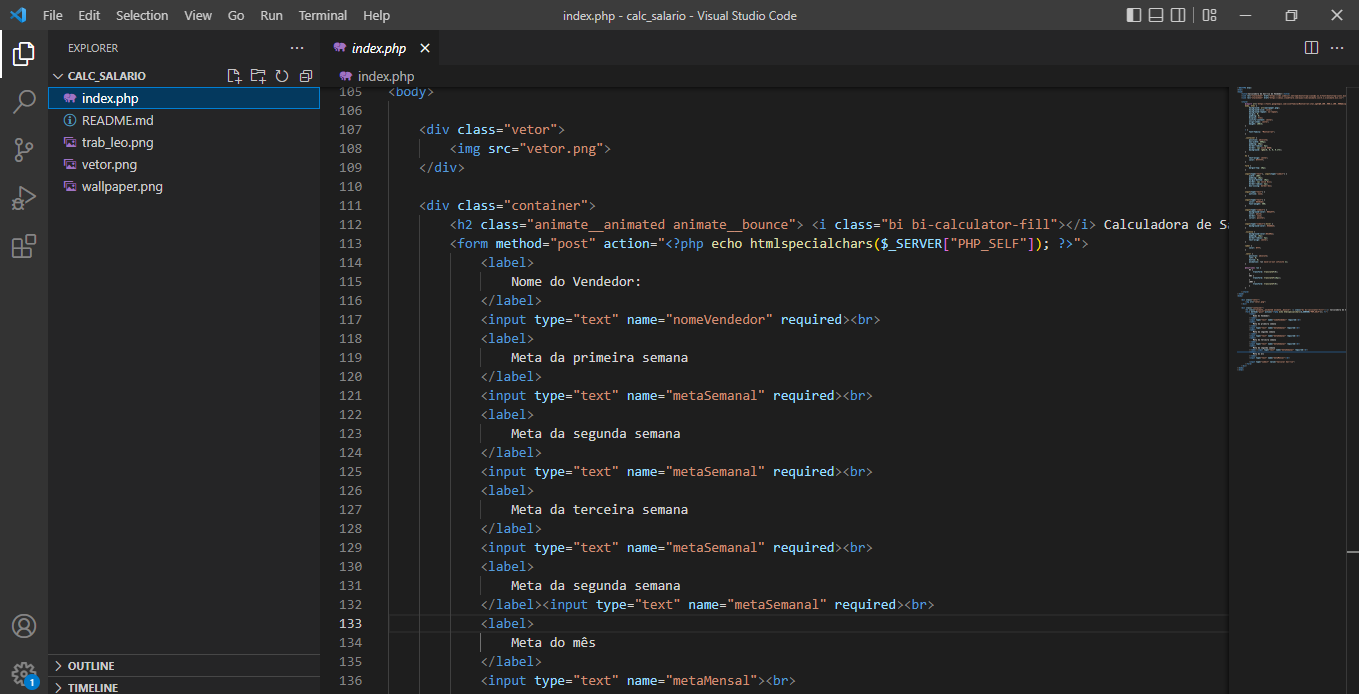 File Edit Selection View Go Run Terminal Help
index.php - calc_salario - Visual Studio Code
EXPLORER
CALC_SALARIO
index.php
README.md
trab_leo.png
vetor.png
wallpaper.png
OUTLINE
TIMELINE
1
index.php
index.php
105 <body>
106
107 <div class="vetor">
108 <img src="vetor.png">
109 </div>
110
111 <div class="container">
112 <h2 class="animate__animated animate__bounce"> <i class="bi bi-calculator-fill"></i> Calculadora de Sa
113 <form method="post" action="<?php echo htmlspecialchars($_SERVER["PHP_SELF"]); ?>">
114 <label>
115 Nome do Vendedor:
116 </label>
117 <input type="text" name="nomeVendedor" required><br>
118 <label>
119 Meta da primeira semana
120 </label>
121 <input type="text" name="metaSemanal" required><br>
122 <label>
123 Meta da segunda semana
124 </label>
125 <input type="text" name="metaSemanal" required><br>
126 <label>
127 Meta da terceira semana
128 </label>
129 <input type="text" name="metaSemanal" required><br>
130 <label>
131 Meta da segunda semana
132 </label><input type="text" name="metaSemanal" required><br>
133 <label>
134 Meta do mês
135 </label>
136 <input type="text" name="metaMensal"><br>